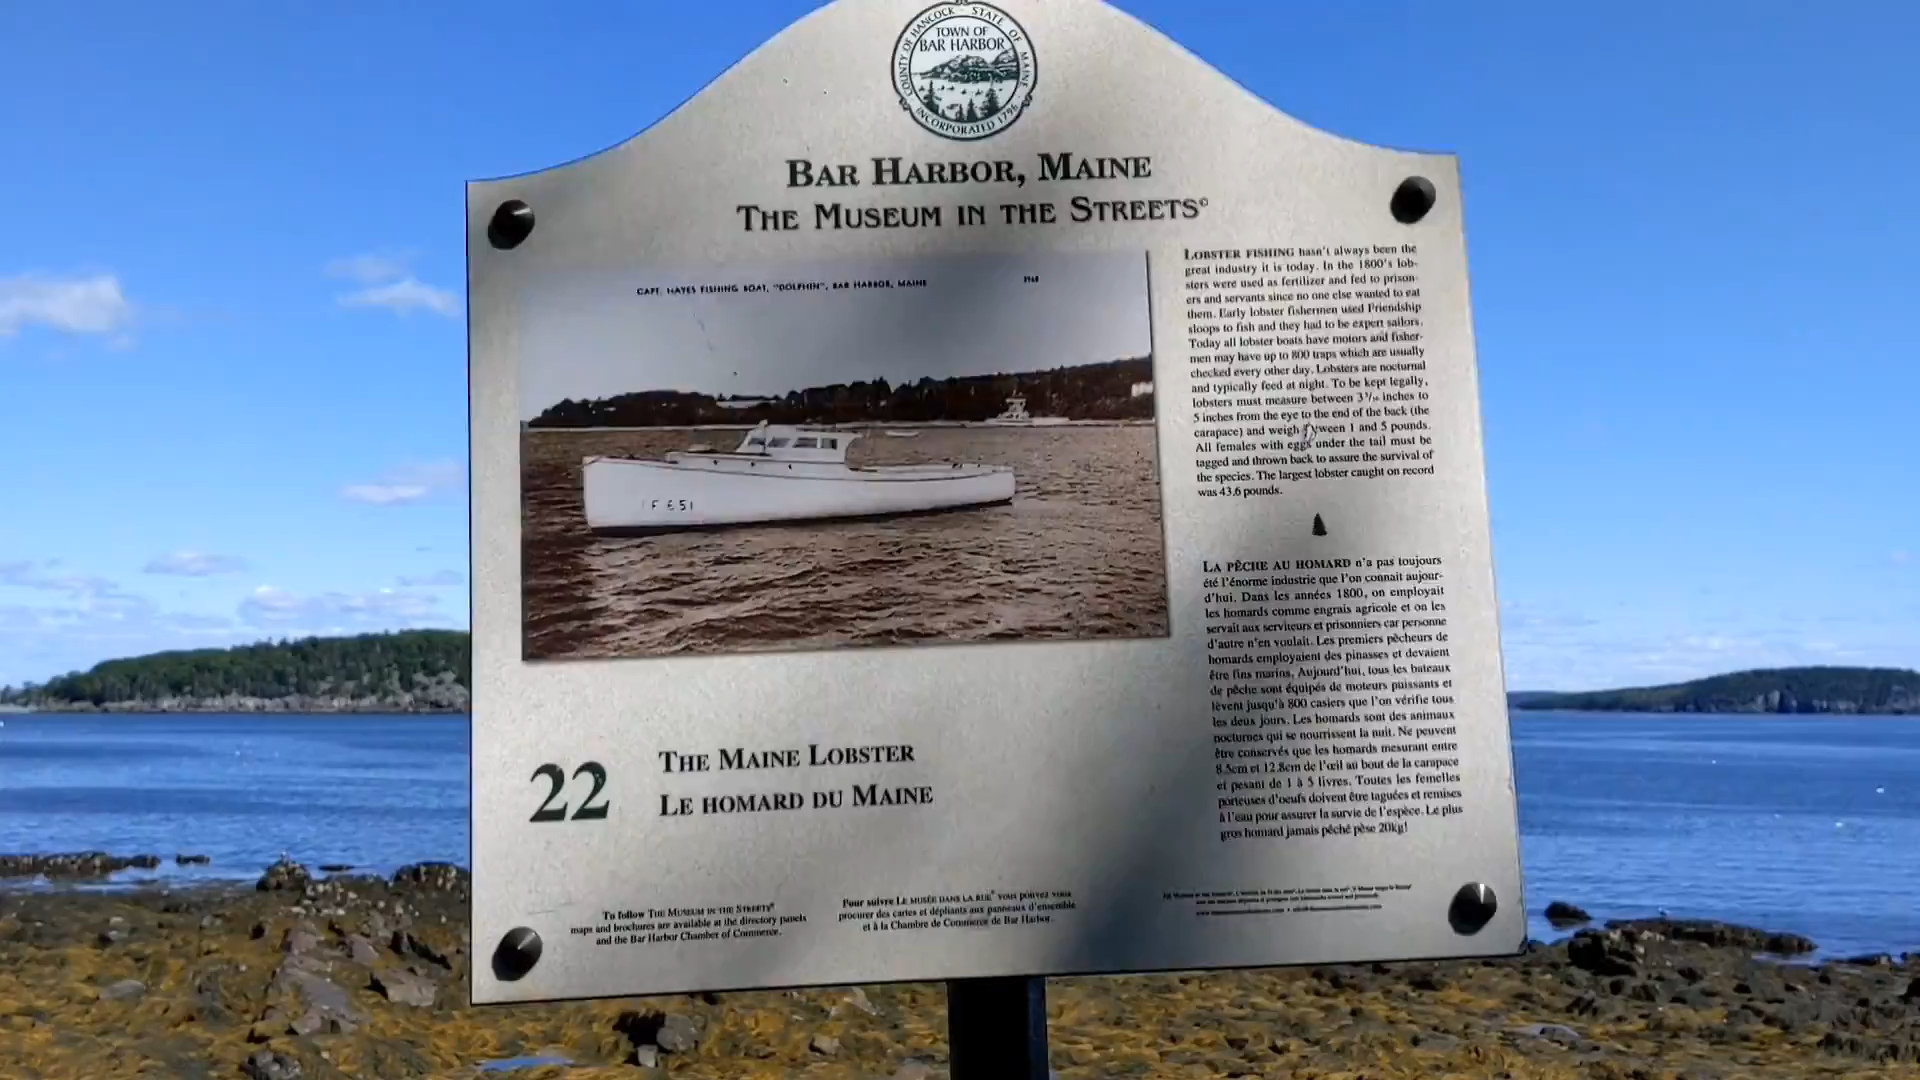 COUNTY OF HANCOCK · STATE OF MAINE ·
TOWN OF
BAR HARBOR
INCORPORATED 1796
BAR HARBOR, MAINE
THE MUSEUM IN THE STREETS©
CAPT. HAYES FISHING BOAT, "DOLPHIN", BAR HARBOR, MAINE
F E 51
LOBSTER FISHING hasn't always been the
great industry it is today. In the 1800's lob-
sters were used as fertilizer and fed to prison-
ers and servants since no one else wanted to eat
them. Early lobster fishermen used Friendship
sloops to fish and they had to be expert sailors.
Today all lobster boats have motors and fisher-
men may have up to 800 traps which are usually
checked every other day. Lobsters are nocturnal
and typically feed at night. To be kept legally,
lobsters must measure between 3 inches to
5 inches from the eye to the end of the back (the
carapace) and weigh between 1 and 5 pounds.
All females with eggs under the tail must be
tagged and thrown back to assure the survival of
the species. The largest lobster caught on record
was 43.6 pounds.
LA PÊCHE AU HOMARD n'a pas toujours
été l'énorme industrie que l'on connait aujour-
d'hui. Dans les années 1800, on employait
les homards comme engrais agricole et on les
servait aux serviteurs et prisonniers car personne
d'autre n'en voulait. Les premiers pêcheurs de
homards employaient des pinasses et devaient
être fins marins. Aujourd'hui, tous les bateaux
de pêche sont équipés de moteurs puissants et
lèvent jusqu'à 800 casiers que l'on vérifie tous
les deux jours. Les homards sont des animaux
nocturnes qui se nourrissent la nuit. Ne peuvent
être conservés que les homards mesurant entre
8.5cm et 12.8cm de l'œil au bout de la carapace
et pesant de 1 à 5 livres. Toutes les femelles
porteuses d'oeufs doivent être taguées et remises
à l'eau pour assurer la survie de l'espèce. Le plus
gros homard jamais pêché pèse 20kg!
22
THE MAINE LOBSTER
LE HOMARD DU MAINE
To follow THE MUSEUM IN THE STREETS®
maps and brochures are available at the directory panels
and the Bar Harbor Chamber of Commerce.
Pour suivre LE MUSÉE DANS LA RUE® vous pouvez vous
procurer des cartes et dépliants aux panneaux d'ensemble
et à la Chambre de Commerce de Bar Harbor.